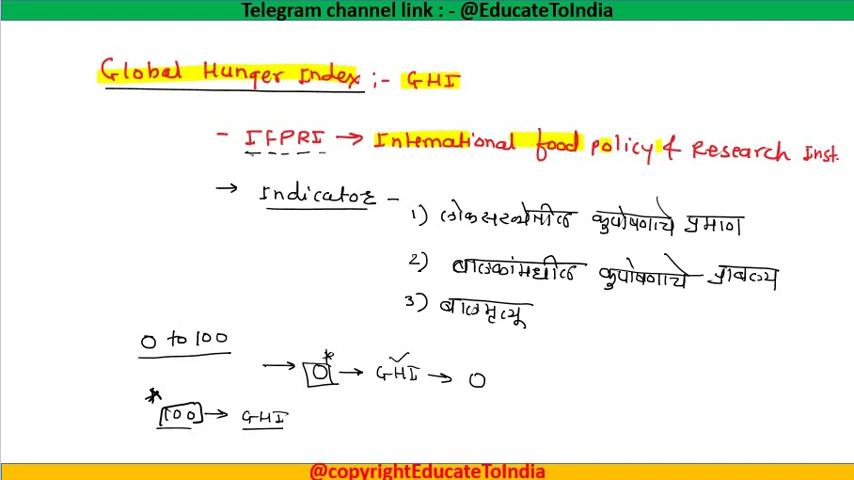 Telegram channel link : - @EducateToIndia
Global Hunger Index :- GHI
- IFPRI → International food policy & Research Inst.
→ Indicator -
1) लोकसंख्येतील कुपोषणाचे प्रमाण
2) बालकांमधील कुपोषणाचे प्राबल्य
3) बालमृत्यू
0 to 100
→ 0* → GHI ✓ → 0
* 100 → GHI
@copyrightEducateToIndia